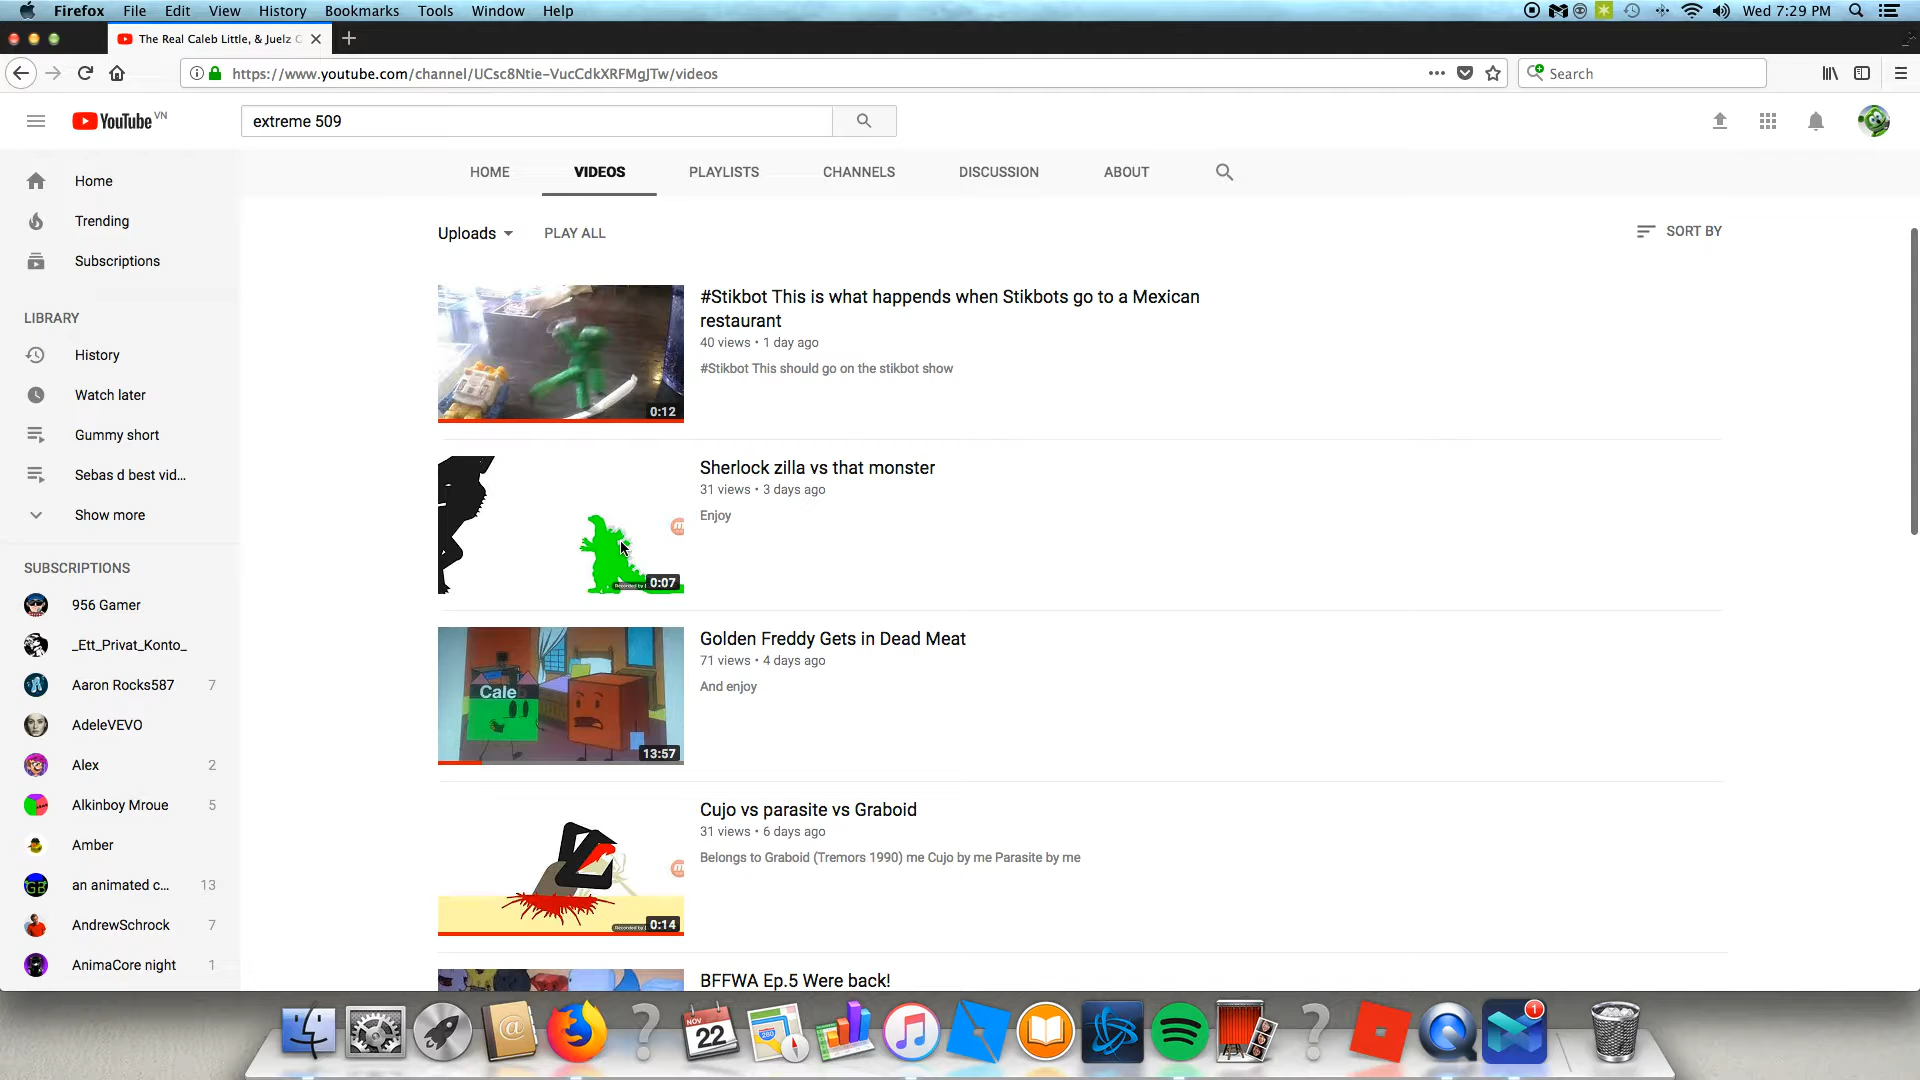 Firefox File Edit View History Bookmarks Tools Window Help
Wed 7:29 PM
The Real Caleb Little, & Juelz
https://www.youtube.com/channel/UCsc8Ntie-VucCdkXRFMgJTw/videos
Search
YouTube VN
extreme 509
HOME VIDEOS PLAYLISTS CHANNELS DISCUSSION ABOUT
Home
Trending
Subscriptions
LIBRARY
History
Watch later
Gummy short
Sebas d best vid...
Show more
SUBSCRIPTIONS
956 Gamer
_Ett_Privat_Konto_
Aaron Rocks587 7
AdeleVEVO
Alex 2
Alkinboy Mroue 5
Amber
an animated c... 13
AndrewSchrock 7
AnimaCore night 1
Uploads PLAY ALL
SORT BY
#Stikbot This is what happends when Stikbots go to a Mexican
restaurant
40 views • 1 day ago
#Stikbot This should go on the stikbot show
0:12
Sherlock zilla vs that monster
31 views • 3 days ago
Enjoy
Recorded by
0:07
Golden Freddy Gets in Dead Meat
71 views • 4 days ago
And enjoy
Cale
13:57
Cujo vs parasite vs Graboid
31 views • 6 days ago
Belongs to Graboid (Tremors 1990) me Cujo by me Parasite by me
Recorded by
0:14
BFFWA Ep.5 Were back!
NOV
22
1